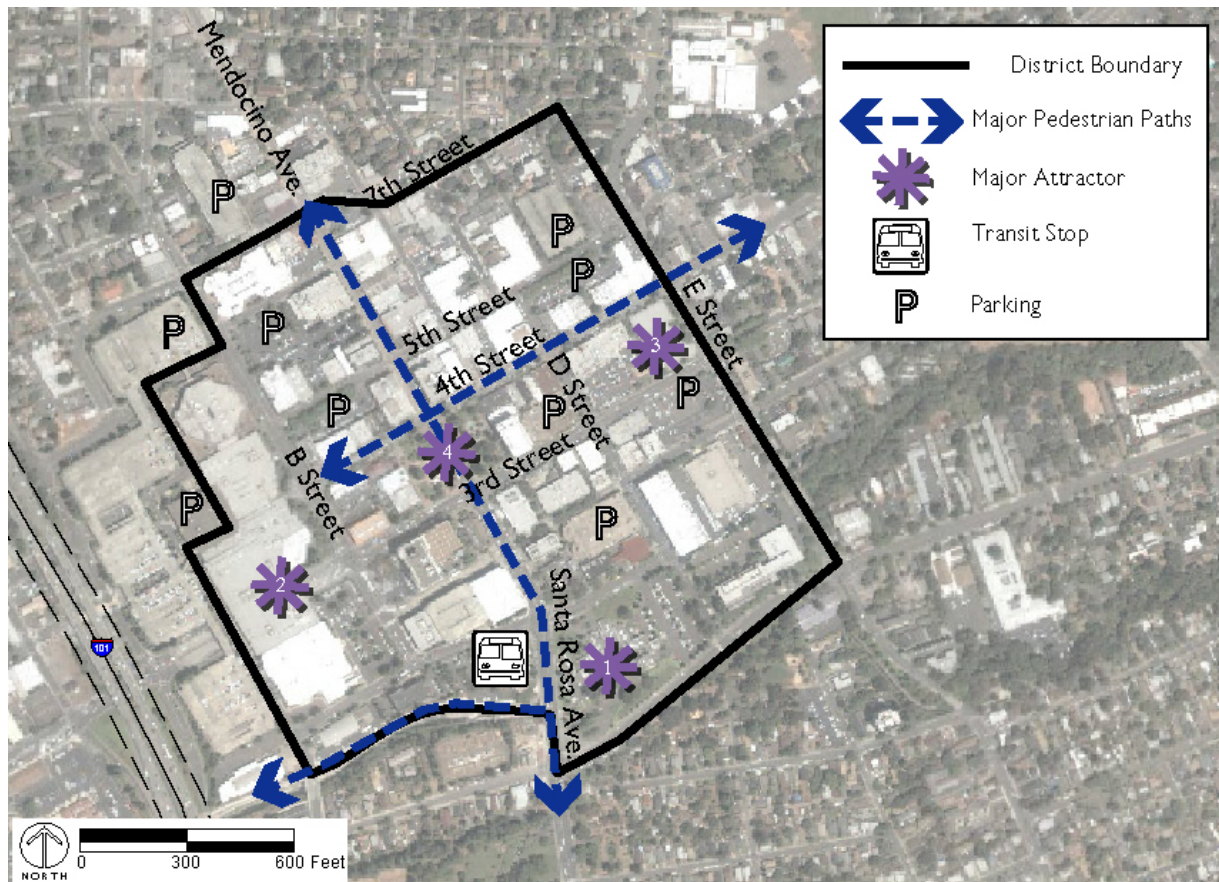 Mendocino Ave.
7th Street
District Boundary
Major Pedestrian Paths
Major Attractor
Transit Stop
P Parking
P
P
P
P
P
P
P
P
P
P
5th Street
4th Street
D Street
E Street
3
4
3rd Street
B Street
2
1
Santa Rosa Ave.
101
NORTH
0 300 600 Feet